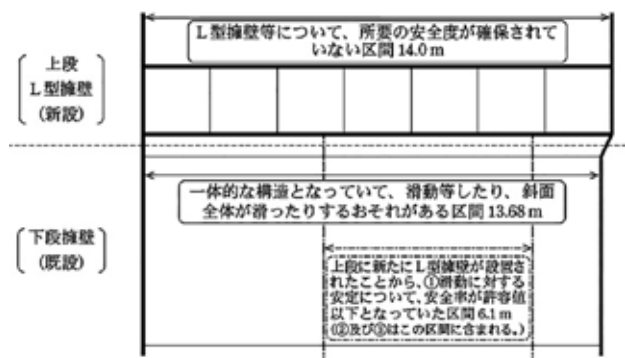 L型擁壁等について、所要の安全度が確保されて
いない区間 14.0m
上段
L型擁壁
(新設)
一体的な構造となっていて、滑動等したり、斜面
全体が滑ったりするおそれがある区間 13.68m
下段擁壁
(既設)
上段に新たにL型擁壁が設置さ
れたことから、①滑動に対する
安定について、安全率が許容値
以下となっていた区間 6.1m
(②及び③はこの区間に含まれる。)